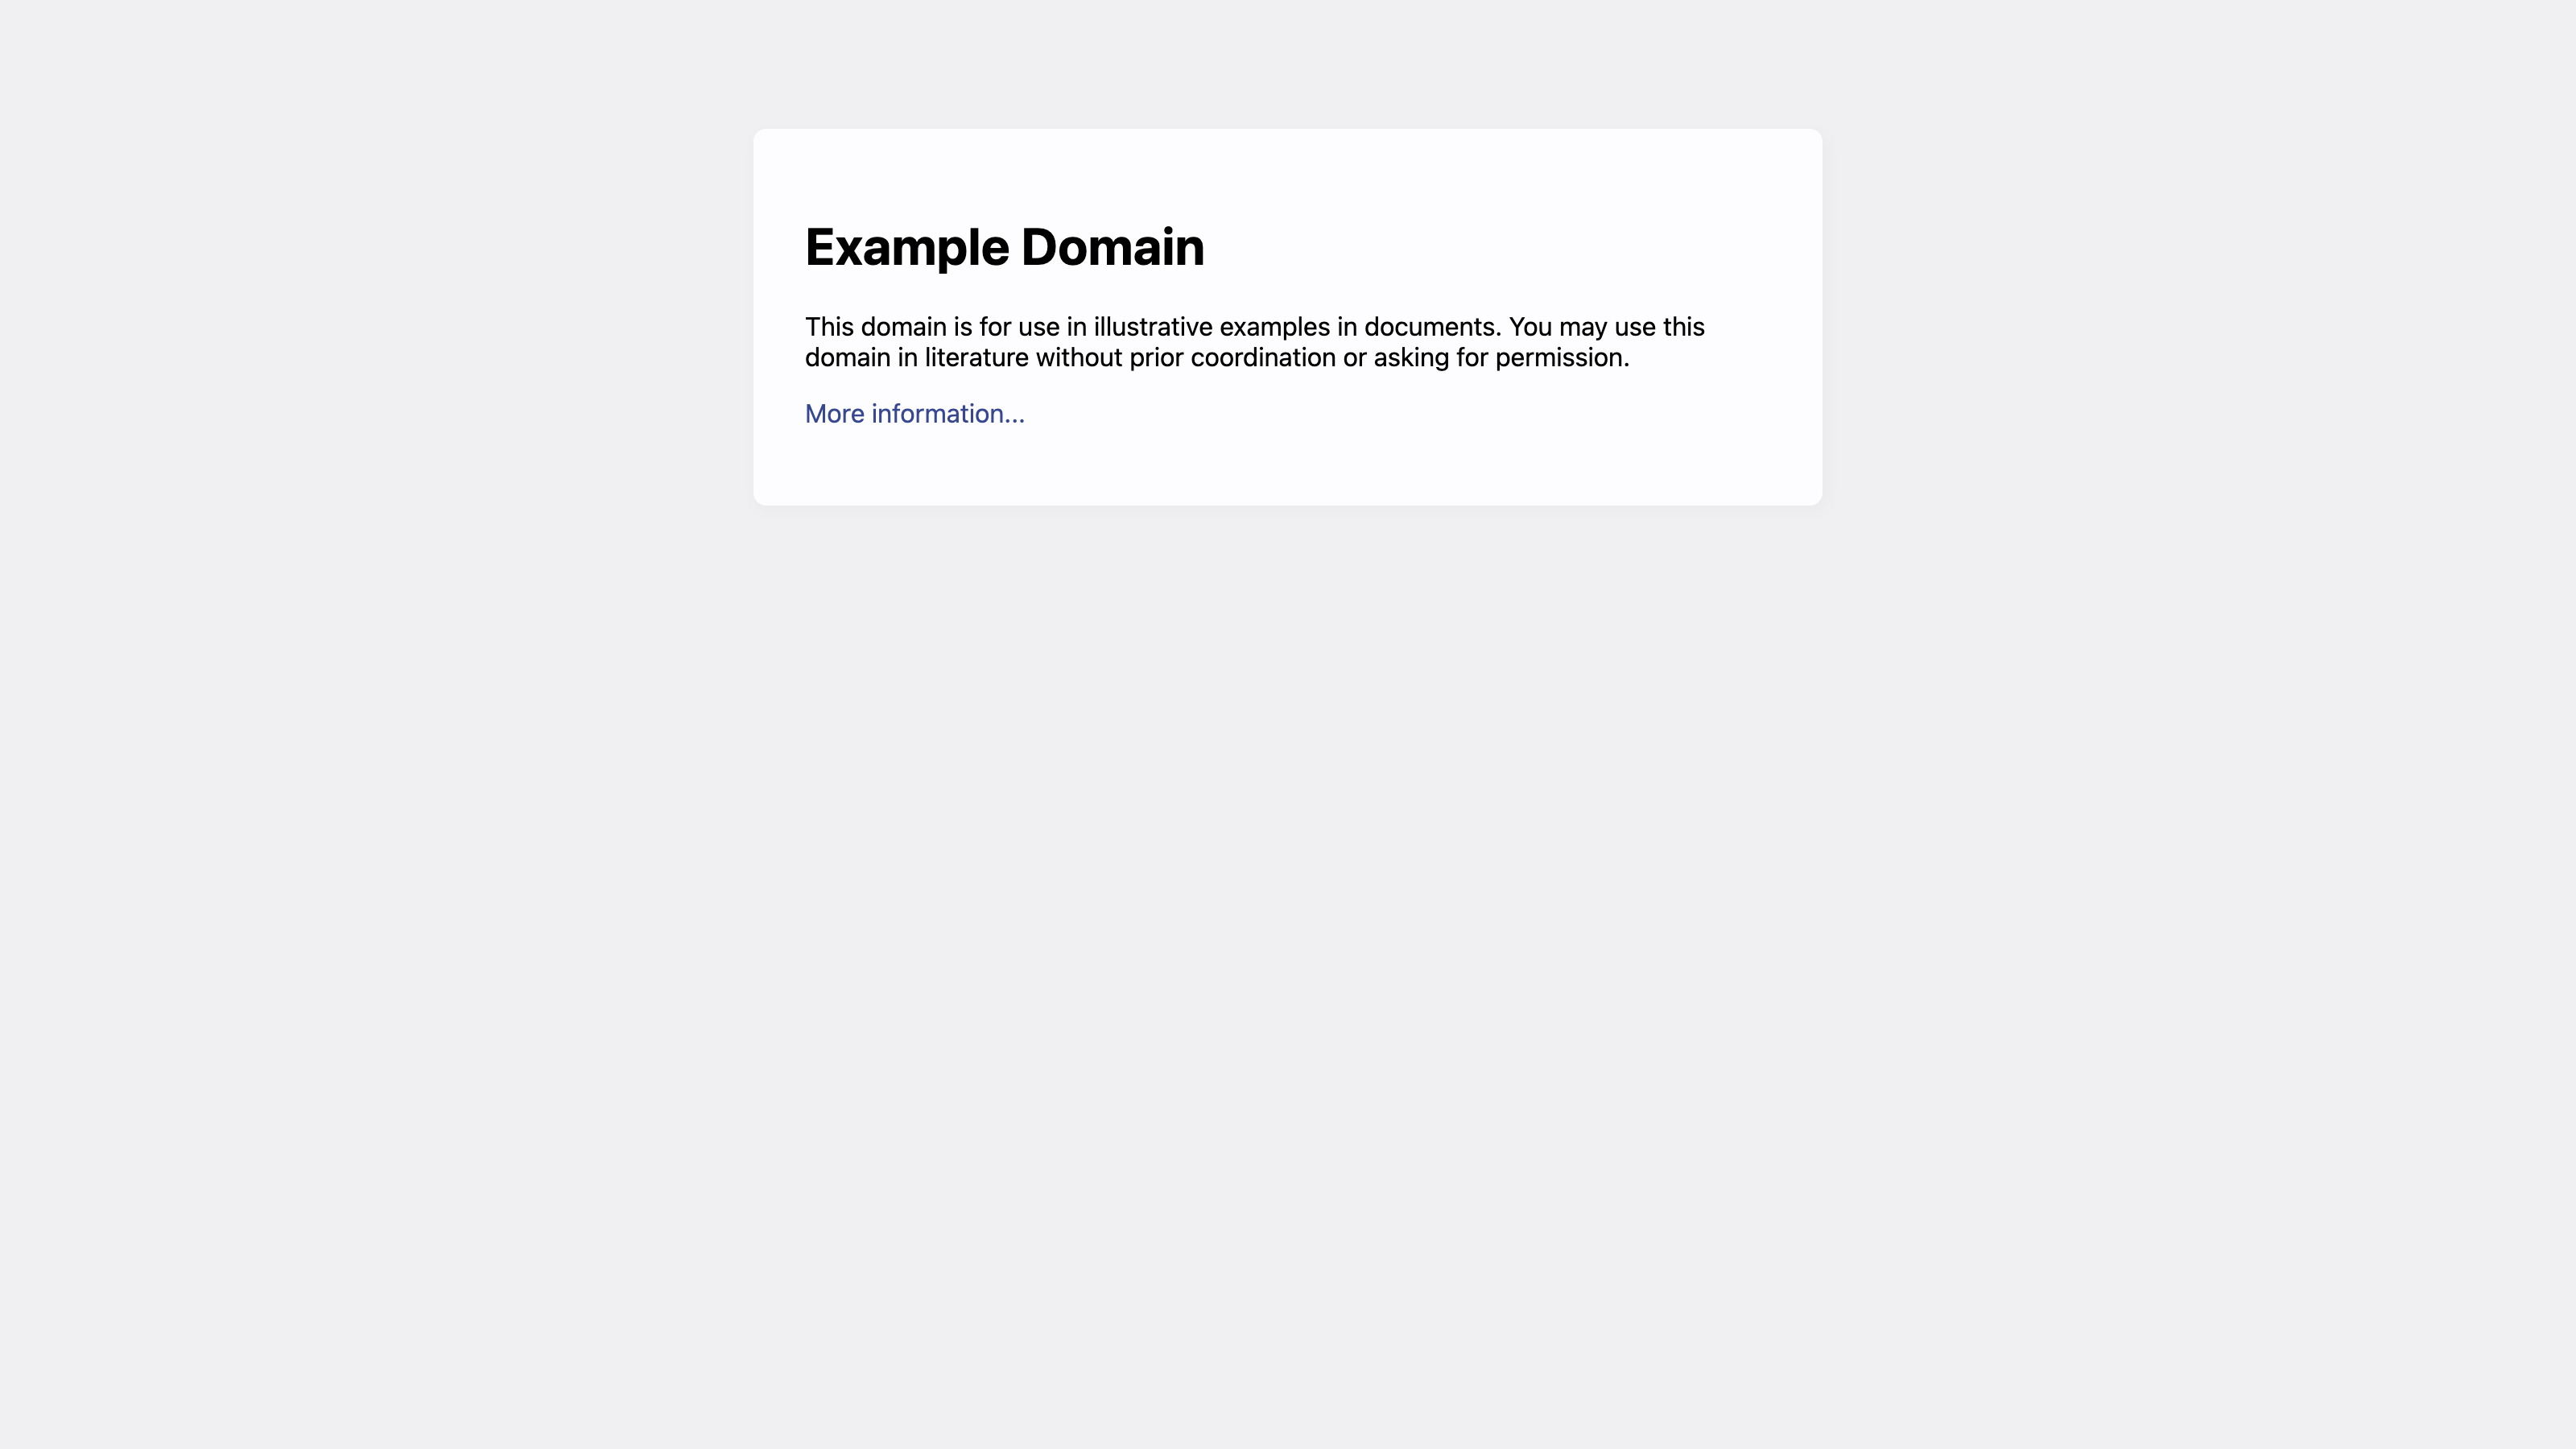 Example Domain
This domain is for use in illustrative examples in documents. You may use this
domain in literature without prior coordination or asking for permission.
More information...